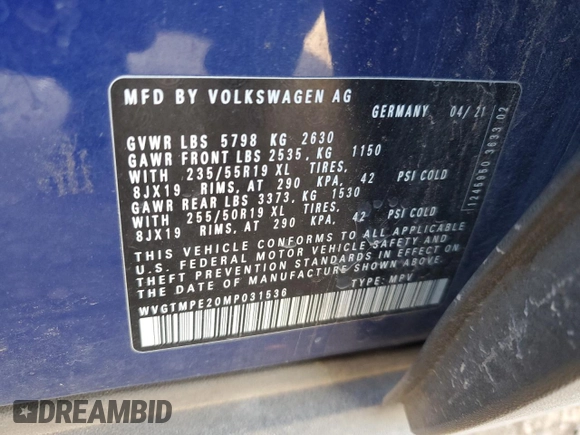 MFD BY VOLKSWAGEN AG
GERMANY 04/21
GVWR LBS 5798 KG 2630
GAWR FRONT LBS 2535, KG 1150
WITH 235/55R19 XL TIRES,
8JX19 RIMS, AT 290 KPA, 42 PSI COLD
GAWR REAR LBS 3373, KG 1530
WITH 255/50R19 XL TIRES,
8JX19 RIMS, AT 290 KPA, 42 PSI COLD
THIS VEHICLE CONFORMS TO ALL APPLICABLE
U.S. FEDERAL MOTOR VEHICLE SAFETY AND
THEFT PREVENTION STANDARDS IN EFFECT ON
THE DATE OF MANUFACTURE SHOWN ABOVE.
WVGTMPE20MP031536 TYPE: MPV
1246950 3633 02
DREAMBID